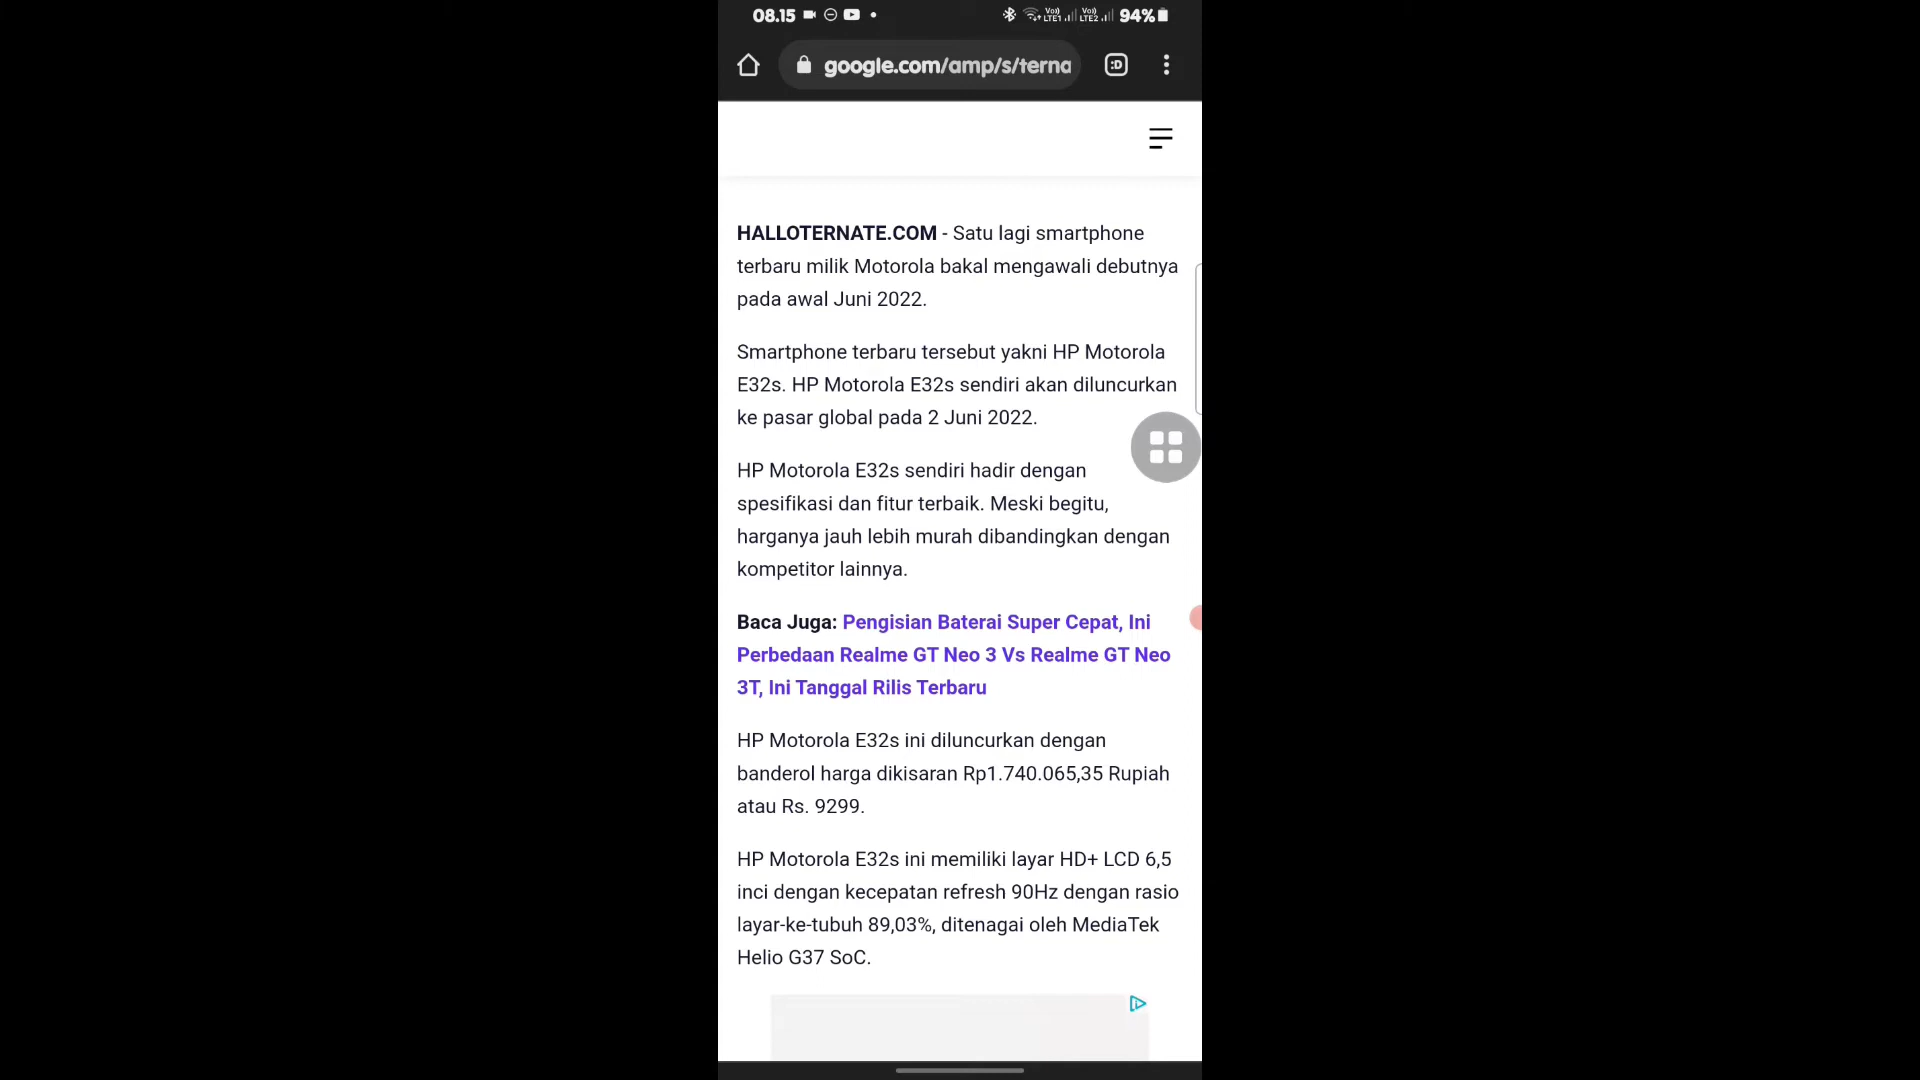 08.15
Vo) LTE1
Vo) LTE2
94%
google.com/amp/s/terna
:D
HALLOTERNATE.COM - Satu lagi smartphone
terbaru milik Motorola bakal mengawali debutnya
pada awal Juni 2022.
Smartphone terbaru tersebut yakni HP Motorola
E32s. HP Motorola E32s sendiri akan diluncurkan
ke pasar global pada 2 Juni 2022.
HP Motorola E32s sendiri hadir dengan
spesifikasi dan fitur terbaik. Meski begitu,
harganya jauh lebih murah dibandingkan dengan
kompetitor lainnya.
Baca Juga: Pengisian Baterai Super Cepat, Ini
Perbedaan Realme GT Neo 3 Vs Realme GT Neo
3T, Ini Tanggal Rilis Terbaru
HP Motorola E32s ini diluncurkan dengan
banderol harga dikisaran Rp1.740.065,35 Rupiah
atau Rs. 9299.
HP Motorola E32s ini memiliki layar HD+ LCD 6,5
inci dengan kecepatan refresh 90Hz dengan rasio
layar-ke-tubuh 89,03%, ditenagai oleh MediaTek
Helio G37 SoC.